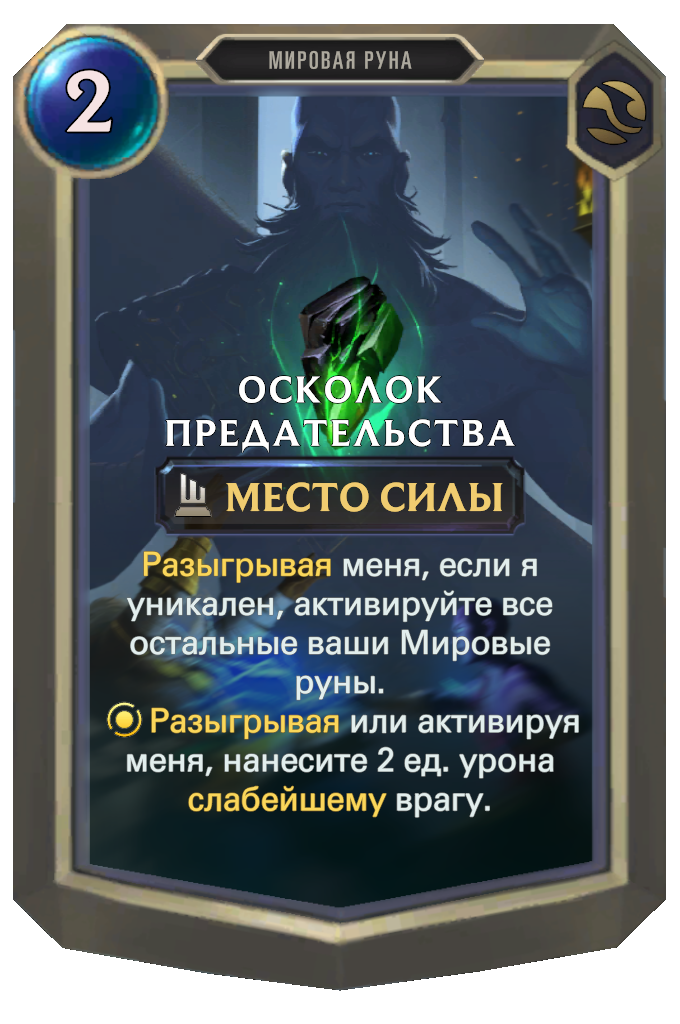 МИРОВАЯ РУНА
2
ОСКОЛОК
ПРЕДАТЕЛЬСТВА
МЕСТО СИЛЫ
Разыгрывая меня, если я
уникален, активируйте все
остальные ваши Мировые
руны.
Разыгрывая или активируя
меня, нанесите 2 ед. урона
слабейшему врагу.